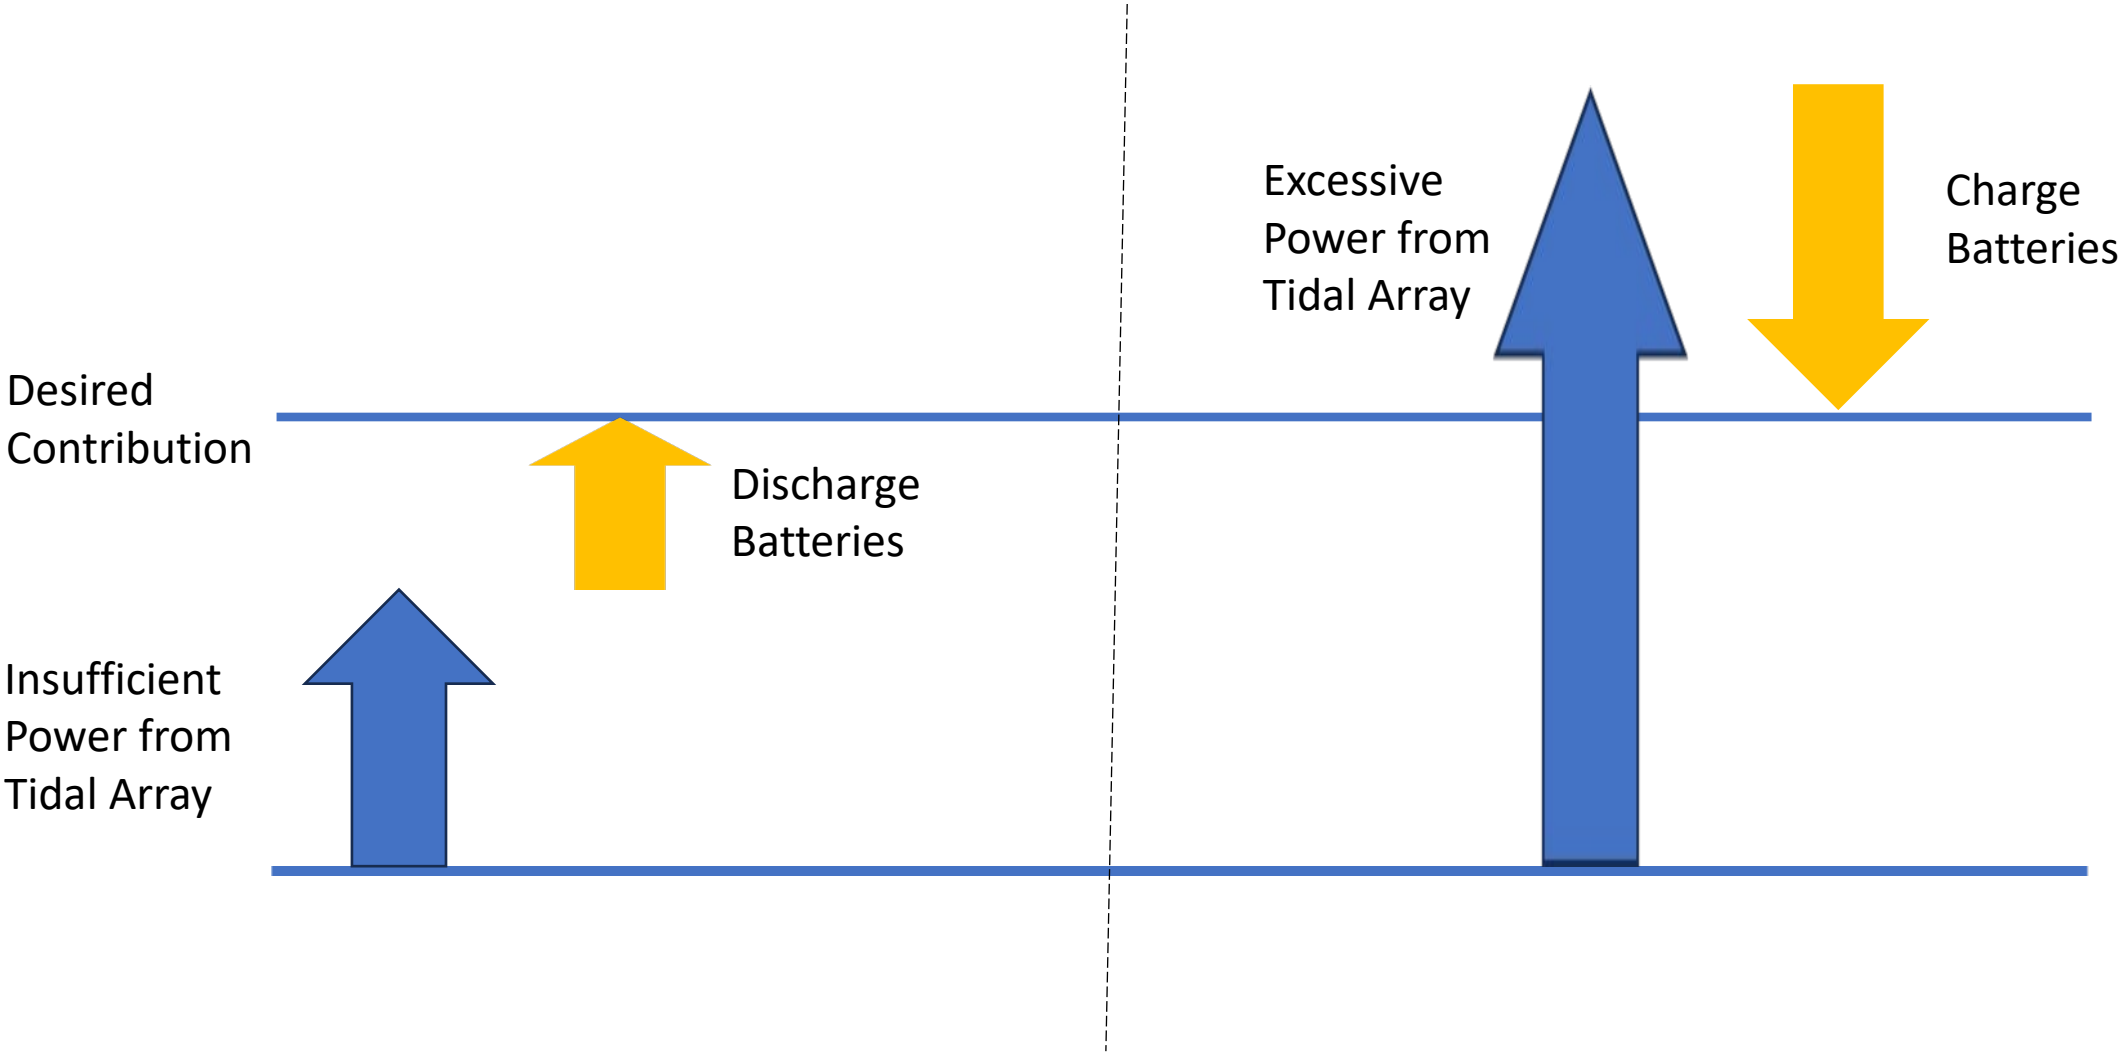 Desired
Contribution
Insufficient
Power from
Tidal Array
Discharge
Batteries
Excessive
Power from
Tidal Array
Charge
Batteries